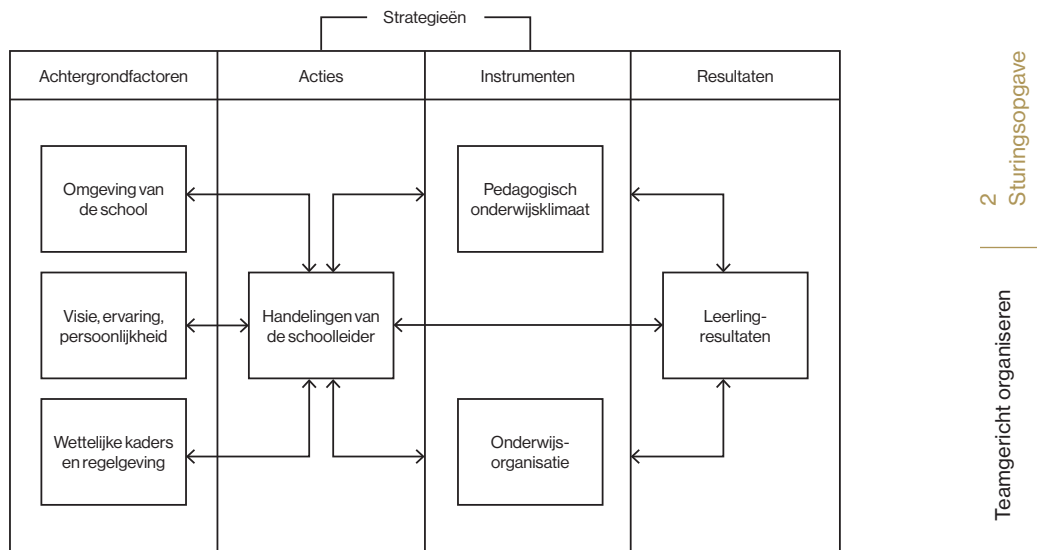 Strategieën
Achtergrondfactoren
Acties
Instrumenten
Resultaten
Omgeving van
de school
Pedagogisch
onderwijsklimaat
Visie, ervaring,
persoonlijkheid
Handelingen van
de schoolleider
Leerling-
resultaten
Wettelijke kaders
en regelgeving
Onderwijs-
organisatie
2
Sturingsopgave
Teamgericht organiseren